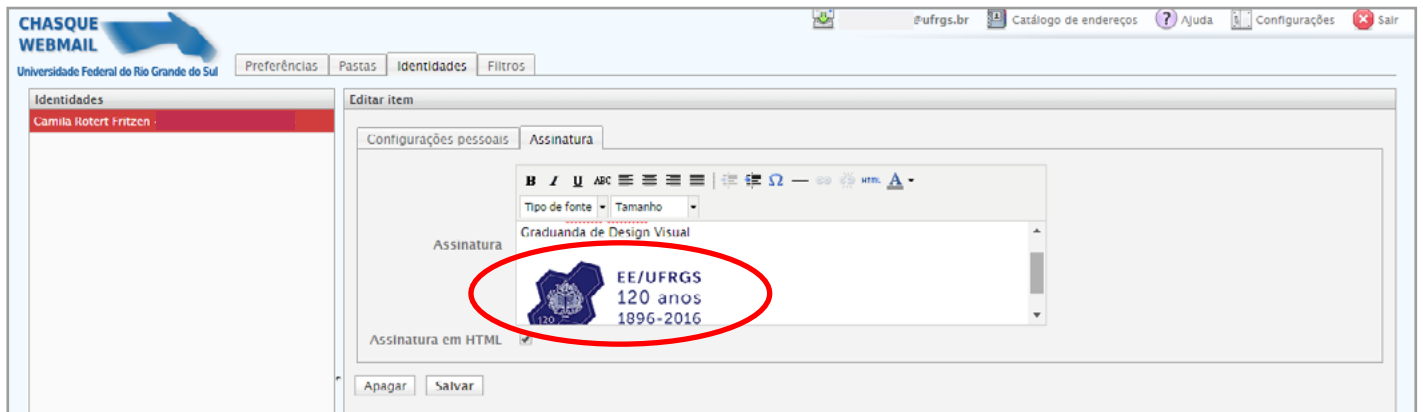 CHASQUE
WEBMAIL
Universidade Federal do Rio Grande do Sul
@ufrgs.br Catálogo de endereços ? Ajuda Configurações Sair
Preferências Pastas Identidades Filtros
Identidades
Camila Rotert Fritzen -
Editar item
Configurações pessoais Assinatura
B I U ABC Ω — HTML A
Tipo de fonte Tamanho
Assinatura
Graduanda de Design Visual
120
EE/UFRGS
120 anos
1896-2016
Assinatura em HTML
Apagar Salvar